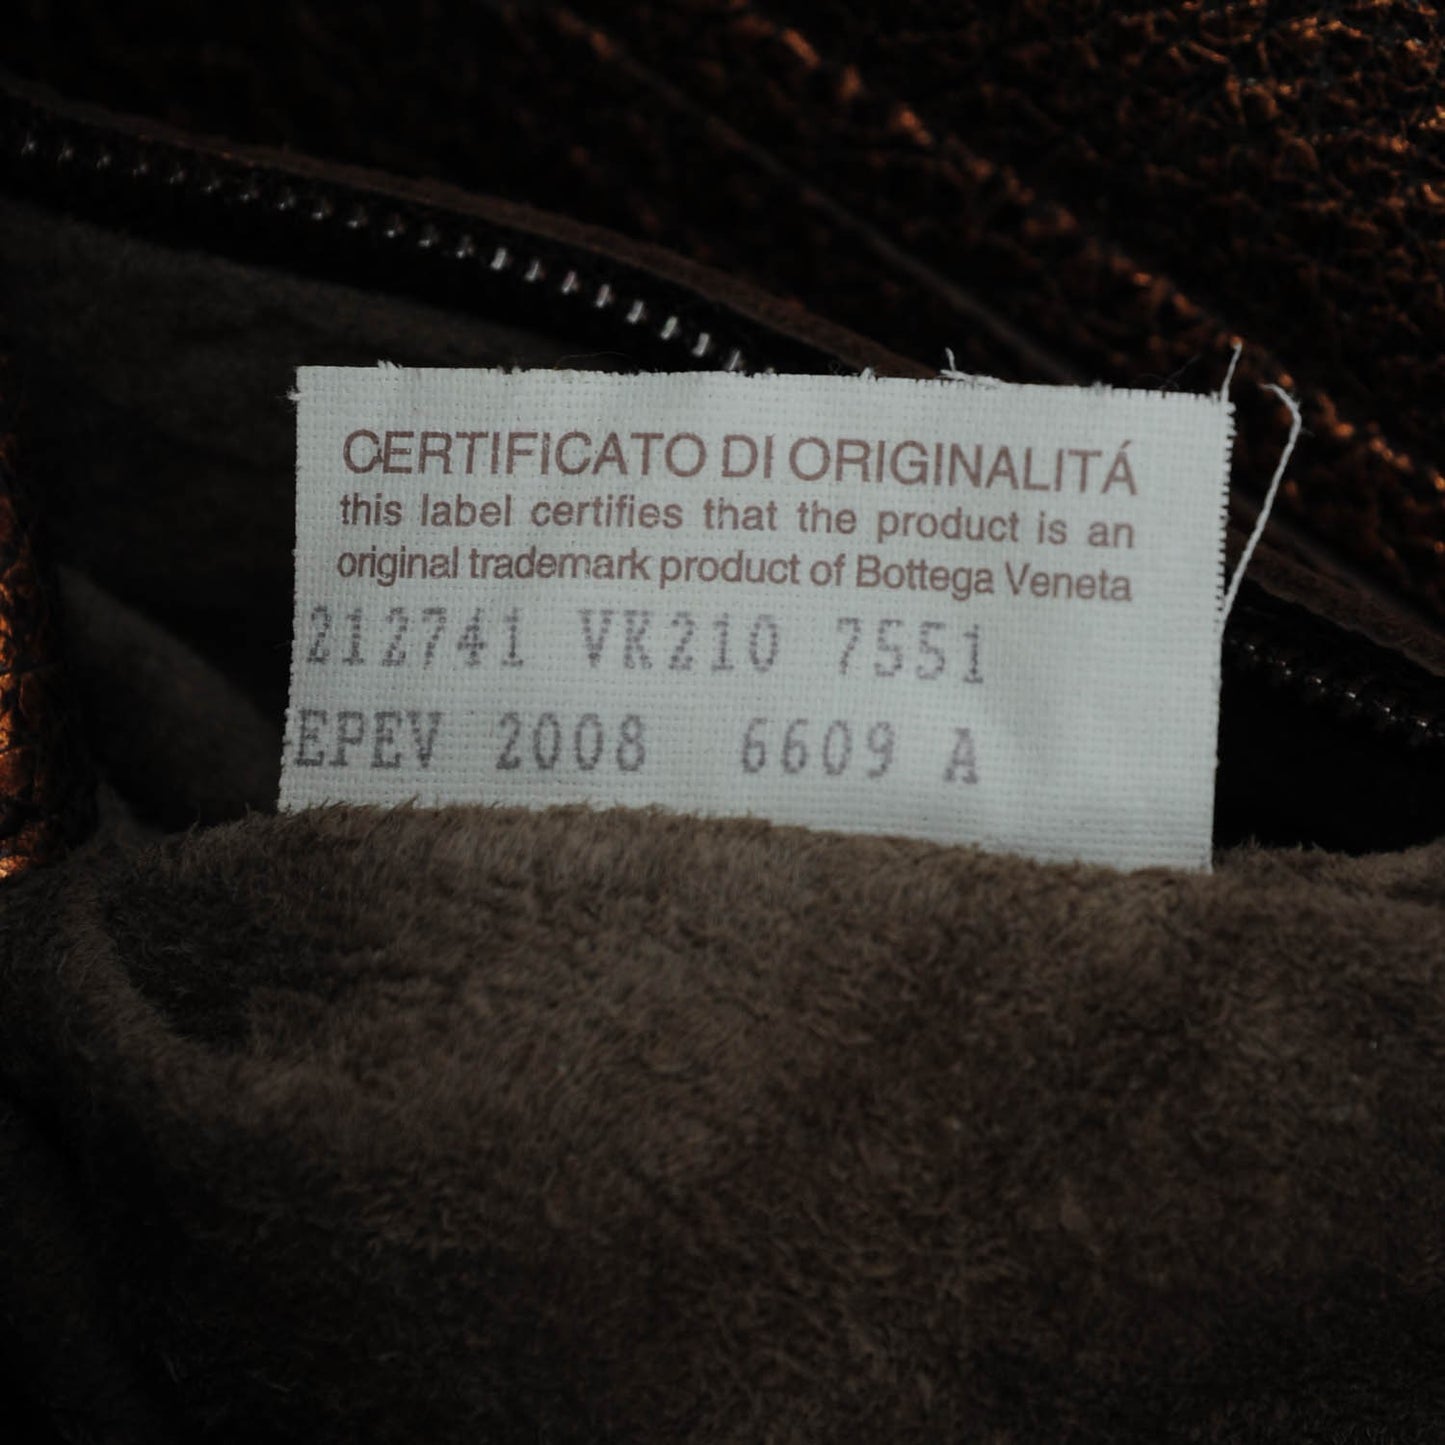 CERTIFICATO DI ORIGINALITÁ
this label certifies that the product is an
original trademark product of Bottega Veneta
212741 VK210 7551
EPEV 2008 6609 A